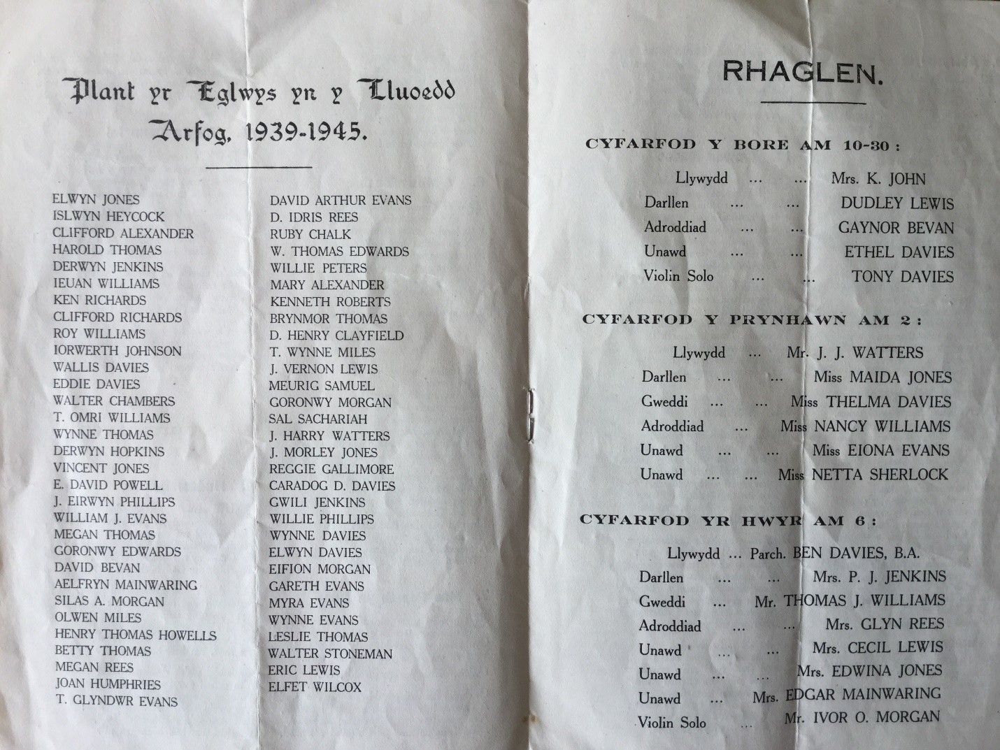 Plant yr Eglwys yn y Lluoedd
Arfog, 1939-1945.
ELWYN JONES
ISLWYN HEYCOCK
CLIFFORD ALEXANDER
HAROLD THOMAS
DERWYN JENKINS
IEUAN WILLIAMS
KEN RICHARDS
CLIFFORD RICHARDS
ROY WILLIAMS
IORWERTH JOHNSON
WALLIS DAVIES
EDDIE DAVIES
WALTER CHAMBERS
T. OMRI WILLIAMS
WYNNE THOMAS
DERWYN HOPKINS
VINCENT JONES
E. DAVID POWELL
J. EIRWYN PHILLIPS
WILLIAM J. EVANS
MEGAN THOMAS
GORONWY EDWARDS
DAVID BEVAN
AELFRYN MAINWARING
SILAS A. MORGAN
OLWEN MILES
HENRY THOMAS HOWELLS
BETTY THOMAS
MEGAN REES
JOAN HUMPHRIES
T. GLYNDWR EVANS
DAVID ARTHUR EVANS
D. IDRIS REES
RUBY CHALK
W. THOMAS EDWARDS
WILLIE PETERS
MARY ALEXANDER
KENNETH ROBERTS
BRYNMOR THOMAS
D. HENRY CLAYFIELD
T. WYNNE MILES
J. VERNON LEWIS
MEURIG SAMUEL
GORONWY MORGAN
SAL SACHARIAH
J. HARRY WATTERS
J. MORLEY JONES
REGGIE GALLIMORE
CARADOG D. DAVIES
GWILI JENKINS
WILLIE PHILLIPS
WYNNE DAVIES
ELWYN DAVIES
EIFION MORGAN
GARETH EVANS
MYRA EVANS
WYNNE EVANS
LESLIE THOMAS
WALTER STONEMAN
ERIC LEWIS
ELFET WILCOX
RHAGLEN.
CYFARFOD Y BORE AM 10-30 :
Llywydd ... ... Mrs. K. JOHN
Darllen ... ... DUDLEY LEWIS
Adroddiad ... ... GAYNOR BEVAN
Unawd ... ... ETHEL DAVIES
Violin Solo ... ... TONY DAVIES
CYFARFOD Y PRYNHAWN AM 2 :
Llywydd ... Mr. J. J. WATTERS
Darllen ... ... Miss MAIDA JONES
Gweddi ... ... Miss THELMA DAVIES
Adroddiad ... Miss NANCY WILLIAMS
Unawd ... ... Miss EIONA EVANS
Unawd ... ... Miss NETTA SHERLOCK
CYFARFOD YR HWYR AM 6 :
Llywydd ... Parch. BEN DAVIES, B.A.
Darllen ... ... Mrs. P. J. JENKINS
Gweddi ... Mr. THOMAS J. WILLIAMS
Adroddiad ... ... Mrs. GLYN REES
Unawd ... ... Mrs. CECIL LEWIS
Unawd ... ... Mrs. EDWINA JONES
Unawd ... Mrs. EDGAR MAINWARING
Violin Solo ... Mr. IVOR O. MORGAN